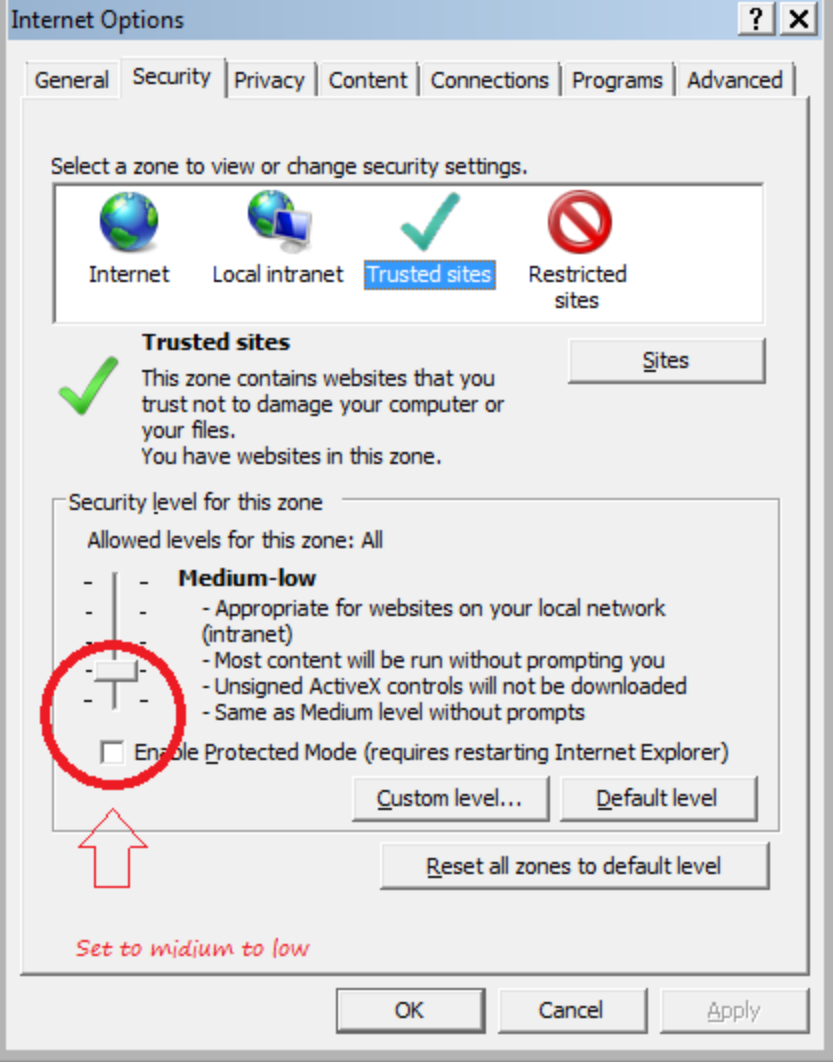 Internet Options
General Security Privacy Content Connections Programs Advanced
Select a zone to view or change security settings.
Internet Local intranet Trusted sites Restricted
sites
Trusted sites
Sites
This zone contains websites that you
trust not to damage your computer or
your files.
You have websites in this zone.
Security level for this zone
Allowed levels for this zone: All
Medium-low
- Appropriate for websites on your local network
(intranet)
- Most content will be run without prompting you
- Unsigned ActiveX controls will not be downloaded
- Same as Medium level without prompts
Enable Protected Mode (requires restarting Internet Explorer)
Custom level... Default level
Reset all zones to default level
Set to midium to low
OK Cancel Apply